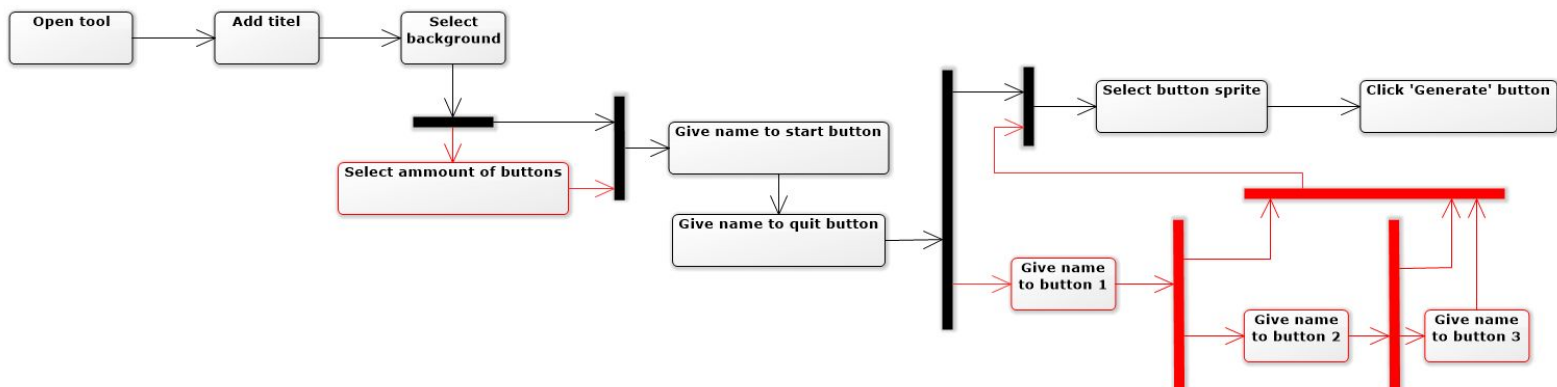 Open tool
Add titel
Select
background
Select ammount of buttons
Give name to start button
Give name to quit button
Select button sprite
Click 'Generate' button
Give name
to button 1
Give name
to button 2
Give name
to button 3